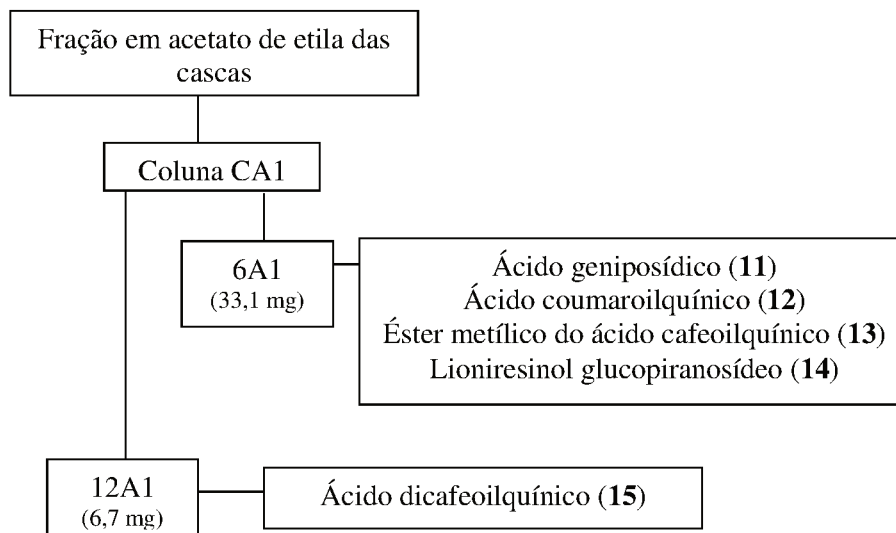 Fração em acetato de etila das
cascas
Coluna CA1
6A1
(33,1 mg)
Ácido geniposídico (11)
Ácido coumaroilquínico (12)
Éster metílico do ácido cafeoilquínico (13)
Lioniresinol glucopiranosídeo (14)
12A1
(6,7 mg)
Ácido dicafeoilquínico (15)